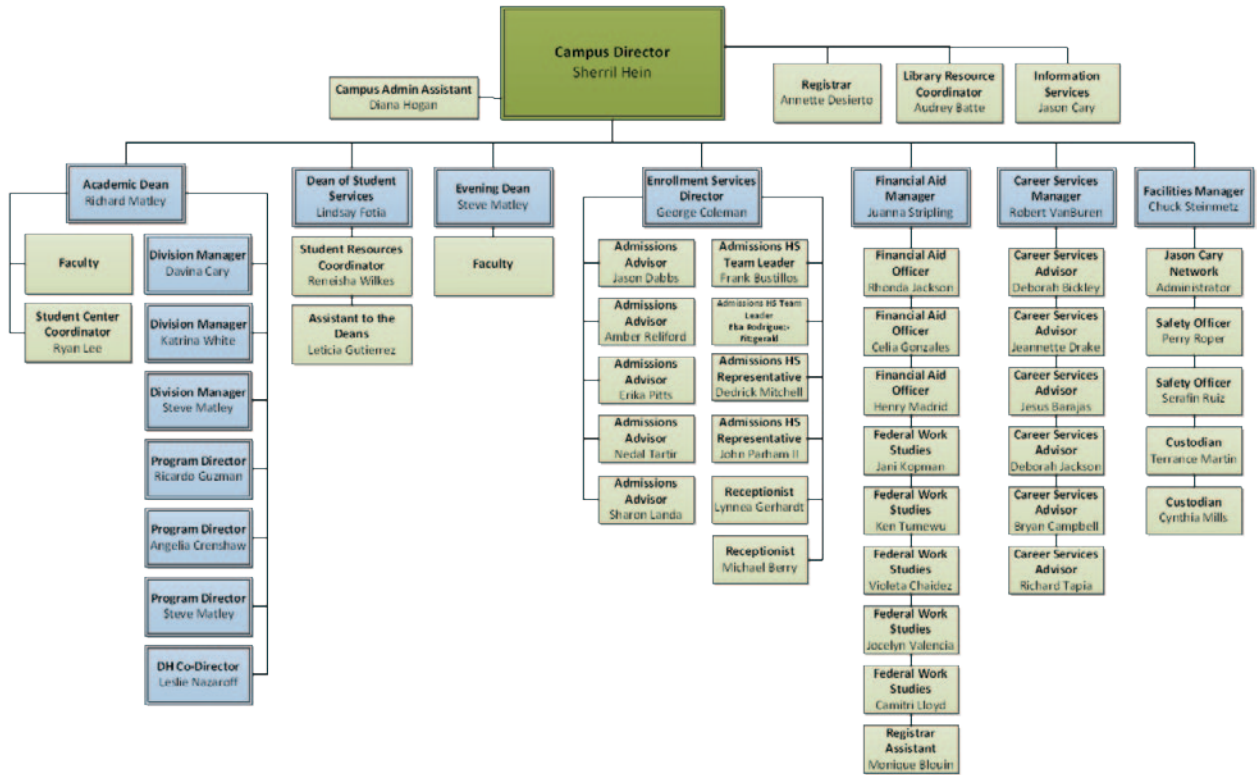 Campus Director
Sherril Hein
Campus Admin Assistant
Diana Hogan
Registrar
Annette Desierto
Library Resource
Coordinator
Audrey Batte
Information
Services
Jason Cary
Academic Dean
Richard Matley
Faculty
Student Center
Coordinator
Ryan Lee
Division Manager
Davina Cary
Division Manager
Katrina White
Division Manager
Steve Matley
Program Director
Ricardo Guzman
Program Director
Angelia Crenshaw
Program Director
Steve Matley
DH Co-Director
Leslie Nazaroff
Dean of Student
Services
Lindsay Fotia
Student Resources
Coordinator
Reneisha Wilkes
Assistant to the
Deans
Leticia Gutierrez
Evening Dean
Steve Matley
Faculty
Enrollment Services
Director
George Coleman
Admissions
Advisor
Jason Dabbs
Admissions
Advisor
Amber Reliford
Admissions
Advisor
Erika Pitts
Admissions
Advisor
Nedal Tartir
Admissions
Advisor
Sharon Landa
Admissions HS
Team Leader
Frank Bustillos
Admissions HS Team
Leader
Fitzgerald
Admissions HS
Representative
Dedrick Mitchell
Admissions HS
Representative
John Parham II
Receptionist
Lynnea Gerhardt
Receptionist
Michael Berry
Financial Aid
Manager
Juanna Stripling
Financial Aid
Officer
Rhonda Jackson
Financial Aid
Officer
Celia Gonzales
Financial Aid
Officer
Henry Madrid
Federal Work
Studies
Jani Kopman
Federal Work
Studies
Ken Tumewu
Federal Work
Studies
Violeta Chaidez
Federal Work
Studies
Jocelyn Valencia
Federal Work
Studies
Camitri Lloyd
Registrar
Assistant
Monique Blouin
Career Services
Manager
Robert VanBuren
Career Services
Advisor
Deborah Bickley
Career Services
Advisor
Jeannette Drake
Career Services
Advisor
Jesus Barajas
Career Services
Advisor
Deborah Jackson
Career Services
Advisor
Bryan Campbell
Career Services
Advisor
Richard Tapia
Facilities Manager
Chuck Steinmetz
Jason Cary
Network
Administrator
Safety Officer
Perry Roper
Safety Officer
Serafin Ruiz
Custodian
Terrance Martin
Custodian
Cynthia Mills